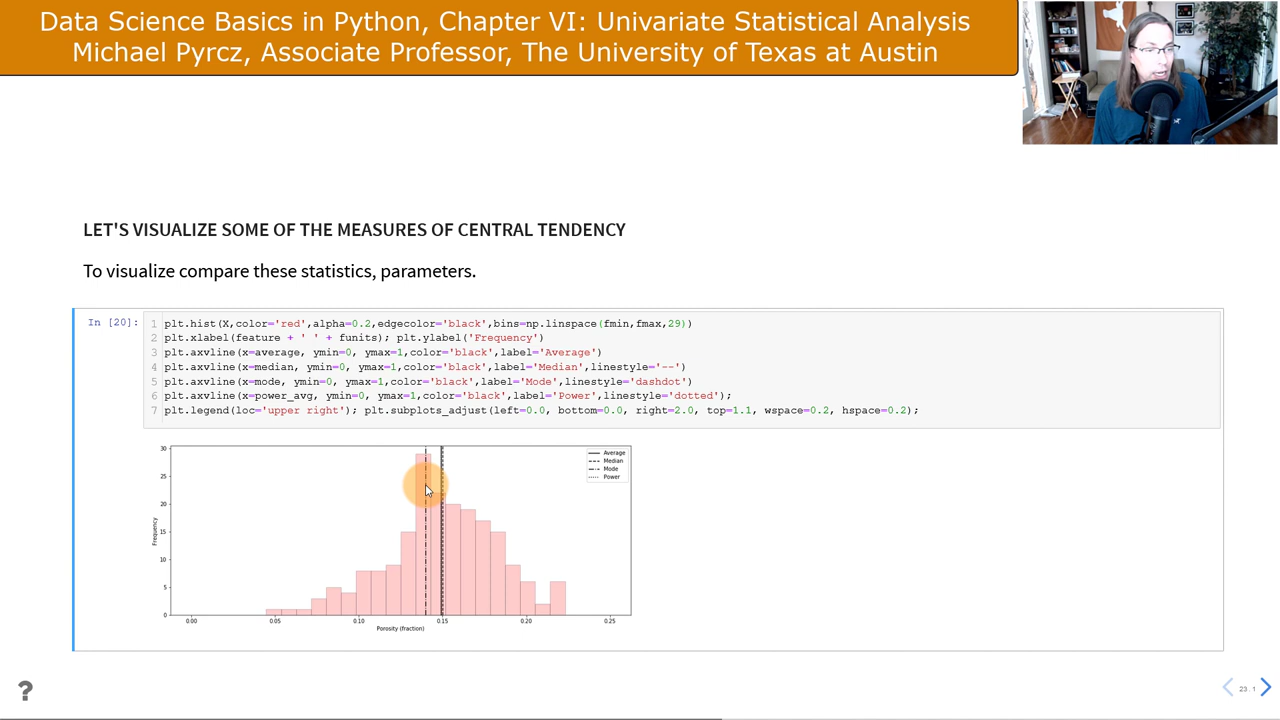 Data Science Basics in Python, Chapter VI: Univariate Statistical Analysis
Michael Pyrcz, Associate Professor, The University of Texas at Austin
LET'S VISUALIZE SOME OF THE MEASURES OF CENTRAL TENDENCY
To visualize compare these statistics, parameters.
In [20]:
1 plt.hist(X,color='red',alpha=0.2,edgecolor='black',bins=np.linspace(fmin,fmax,29))
2 plt.xlabel(feature + ' ' + funits); plt.ylabel('Frequency')
3 plt.axvline(x=average, ymin=0, ymax=1,color='black',label='Average')
4 plt.axvline(x=median, ymin=0, ymax=1,color='black',label='Median',linestyle='--')
5 plt.axvline(x=mode, ymin=0, ymax=1,color='black',label='Mode',linestyle='dashdot')
6 plt.axvline(x=power_avg, ymin=0, ymax=1,color='black',label='Power',linestyle='dotted');
7 plt.legend(loc='upper right'); plt.subplots_adjust(left=0.0, bottom=0.0, right=2.0, top=1.1, wspace=0.2, hspace=0.2);
30
25
20
15
10
5
0
Frequency
Average
Median
Mode
Power
0.00 0.05 0.10 0.15 0.20 0.25
Porosity (fraction)
?
23.1